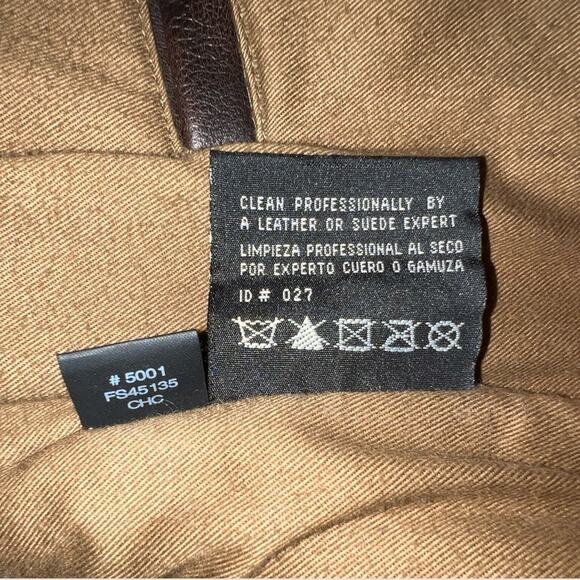 CLEAN PROFESSIONALLY BY
A LEATHER OR SUEDE EXPERT
LIMPIEZA PROFESSIONAL AL SECO
POR EXPERTO CUERO O GAMUZA
ID # 027
# 5001
FS45135
CHC